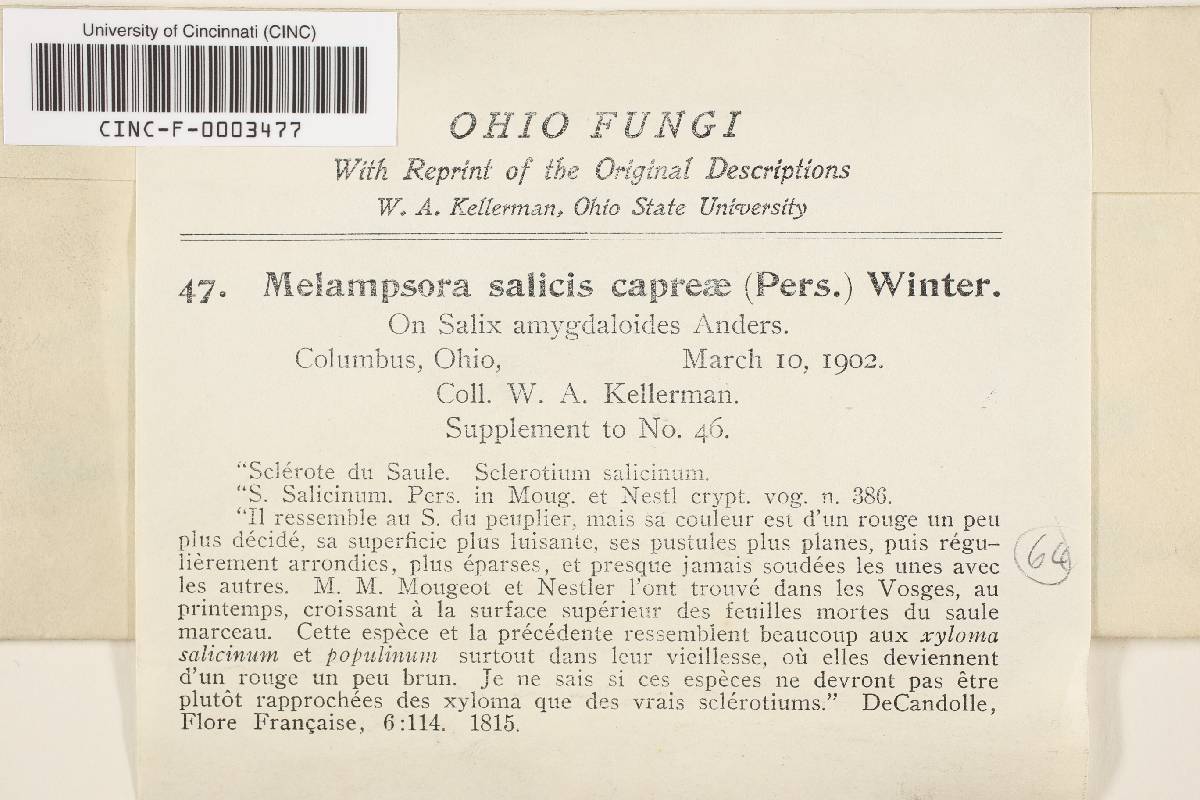 University of Cincinnati (CINC)
CINC-F-0003477
OHIO FUNGI
With Reprint of the Original Descriptions
W. A. Kellerman, Ohio State University
47. Melampsora salicis capreæ (Pers.) Winter.
On Salix amygdaloides Anders.
Columbus, Ohio, March 10, 1902.
Coll. W. A. Kellerman.
Supplement to No. 46.
"Sclérote du Saule. Sclerotium salicinum.
"S. Salicinum. Pers. in Moug. et Nestl crypt. vog. n. 386.
"Il ressemble au S. du peuplier, mais sa couleur est d'un rouge un peu
plus décidé, sa superficie plus luisante, ses pustules plus planes, puis régu-
lièrement arrondies, plus éparses, et presque jamais soudées les unes avec
les autres. M. M. Mougeot et Nestler l'ont trouvé dans les Vosges, au
printemps, croissant à la surface supérieur des feuilles mortes du saule
marceau. Cette espèce et la précédente ressemblent beaucoup aux xyloma
salicinum et populinum surtout dans leur vieillesse, où elles deviennent
d'un rouge un peu brun. Je ne sais si ces espèces ne devront pas être
plutôt rapprochées des xyloma que des vrais sclérotiums." DeCandolle,
Flore Française, 6:114. 1815.
64